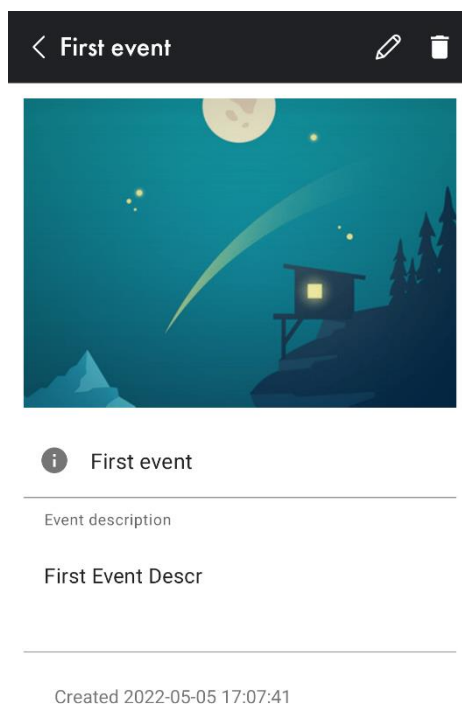 First event
First event
Event description
First Event Descr
Created 2022-05-05 17:07:41